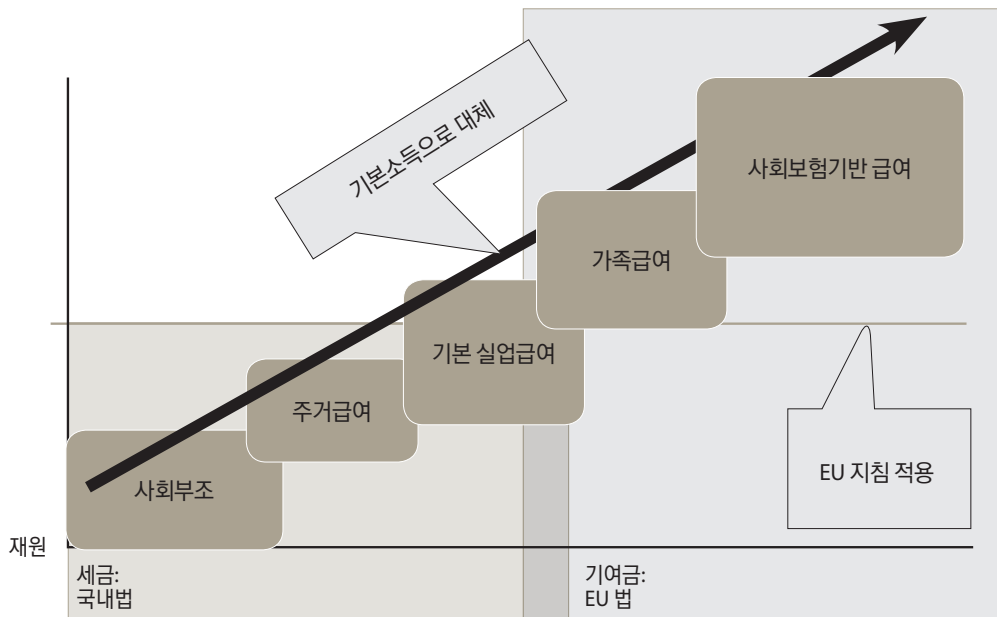 기본소득으로 대체
사회보험기반 급여
가족급여
기본 실업급여
주거급여
EU 지침 적용
사회부조
재원
세금:
국내법
기여금:
EU 법